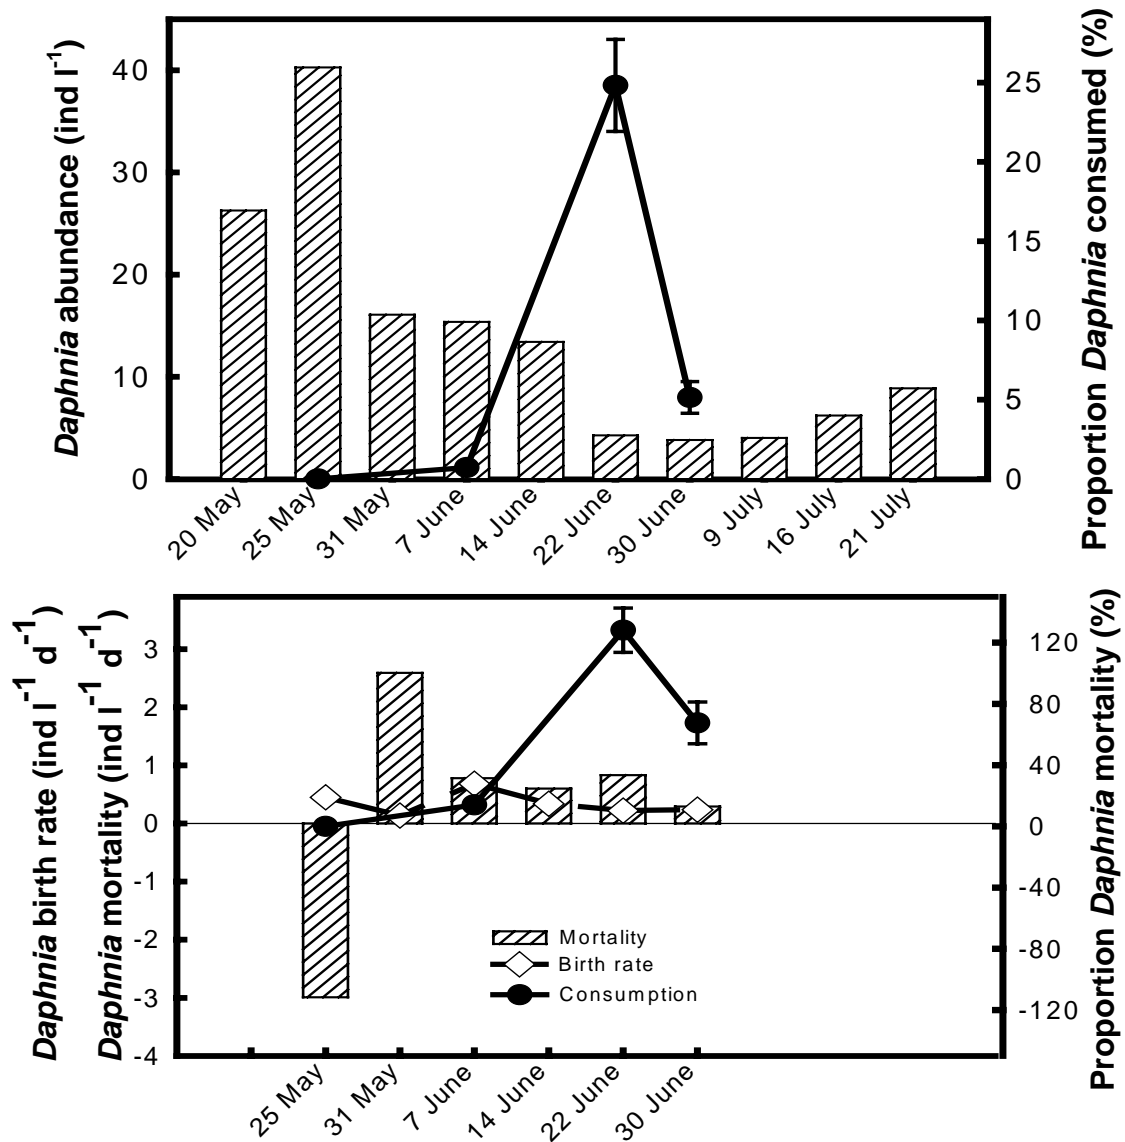 Daphnia abundance (ind l-1)
40
30
20
10
0
Proportion Daphnia consumed (%)
25
20
15
10
5
0
20 May
25 May
31 May
7 June
14 June
22 June
30 June
9 July
16 July
21 July
Daphnia birth rate (ind l-1 d-1)
Daphnia mortality (ind l-1 d-1)
3
2
1
0
-1
-2
-3
-4
Proportion Daphnia mortality (%)
120
80
40
0
-40
-80
-120
Mortality
Birth rate
Consumption
25 May
31 May
7 June
14 June
22 June
30 June